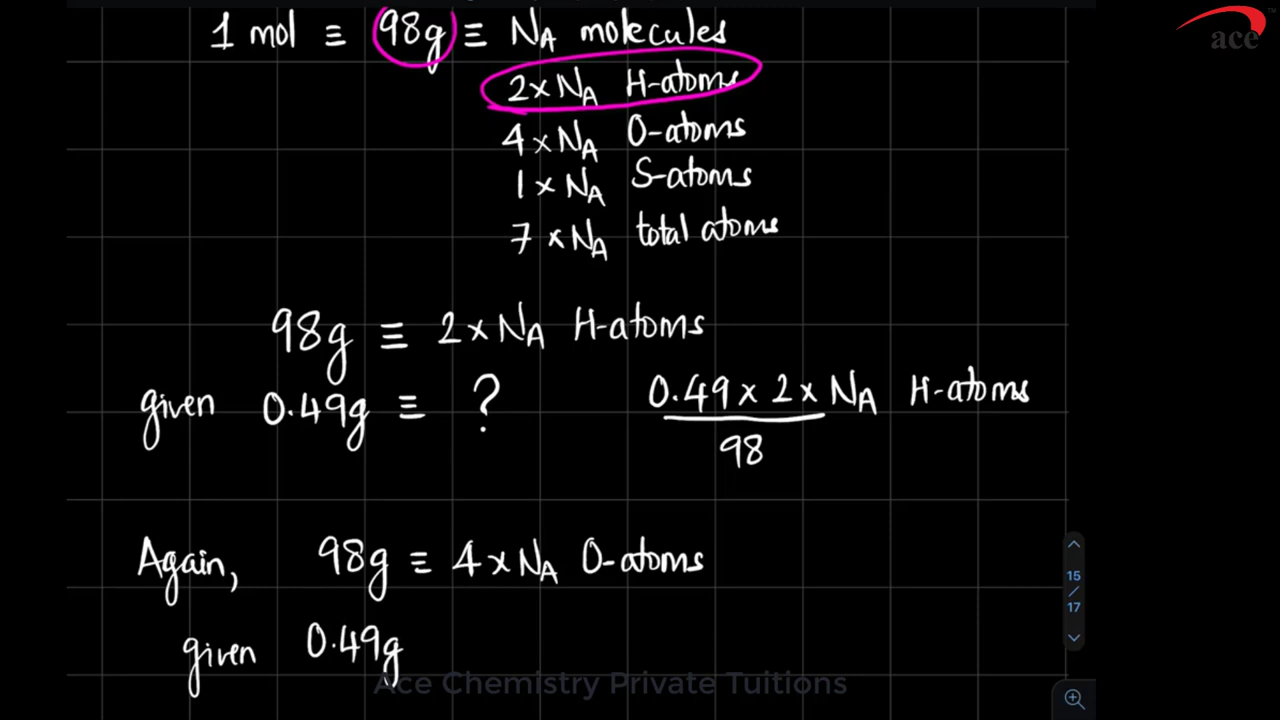 ace
1 mol ≡ 98g ≡ NA molecules
2 × NA H-atoms
4 × NA O-atoms
1 × NA S-atoms
7 × NA total atoms
98g ≡ 2 × NA H-atoms
given 0.49g ≡ ?
0.49 × 2 × NA H-atoms
98
Again, 98g ≡ 4 × NA O-atoms
given 0.49g
Ace Chemistry Private Tuitions
15
/
17